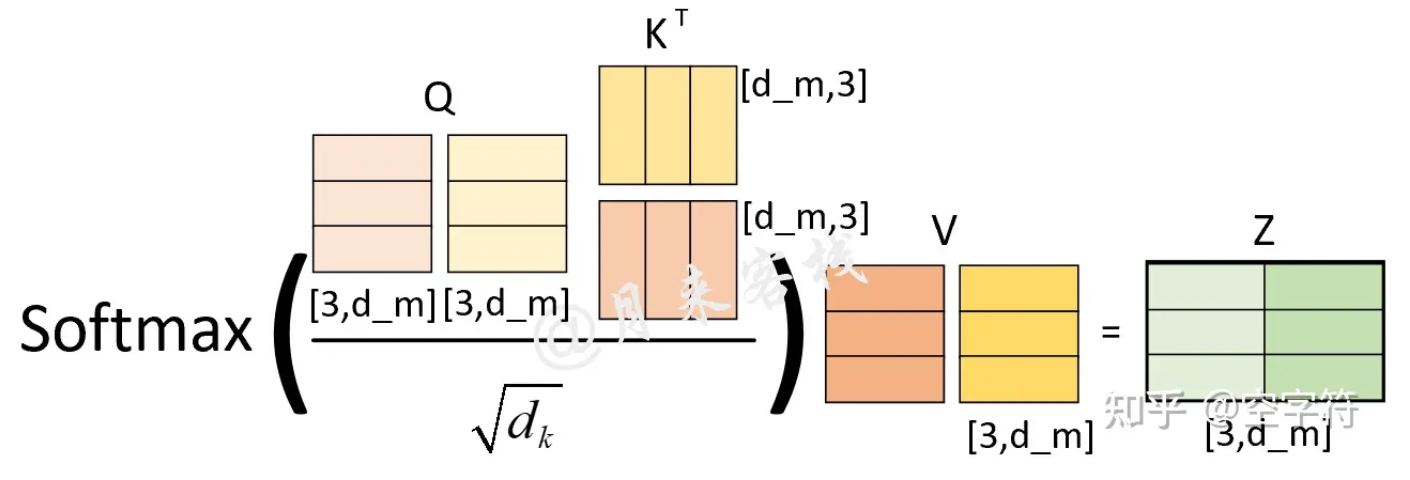 K^T
[d_m,3]
Q
[d_m,3]
V
Z
[3,d_m] [3,d_m]
Softmax ( ) =
√d_k
@月来客栈
知乎 @空字符
[3,d_m]
[3,d_m]